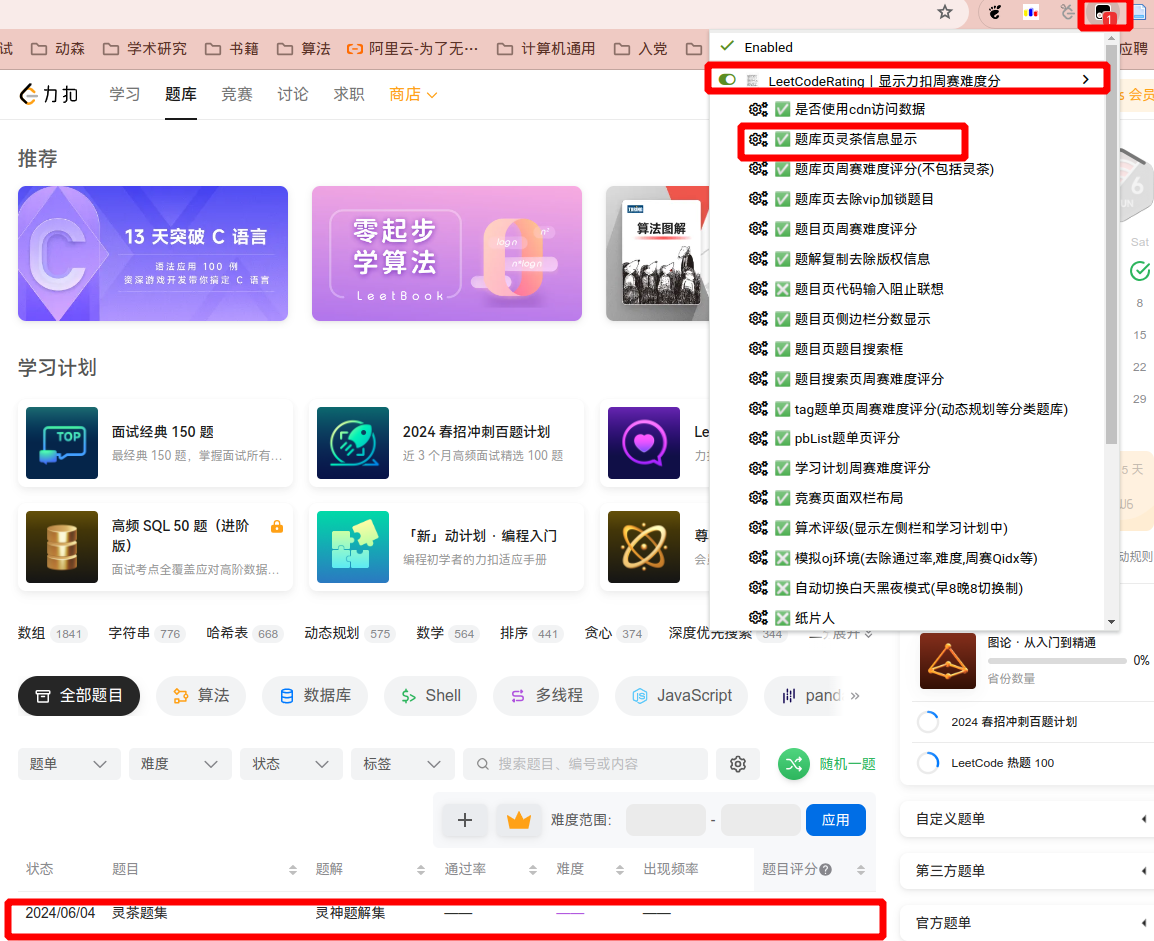 1
试 动森 学术研究 书籍 算法 阿里云-为了无… 计算机通用 入党 应聘
Enabled
LeetCodeRating｜显示力扣周赛难度分
是否使用cdn访问数据
题库页灵茶信息显示
题库页周赛难度评分(不包括灵茶)
题库页去除vip加锁题目
题目页周赛难度评分
题解复制去除版权信息
题目页代码输入阻止联想
题目页侧边栏分数显示
题目页题目搜索框
题目搜索页周赛难度评分
tag题单页周赛难度评分(动态规划等分类题库)
pbList题单页评分
学习计划周赛难度评分
竞赛页面双栏布局
算术评级(显示左侧栏和学习计划中)
模拟oj环境(去除通过率,难度,周赛Qidx等)
自动切换白天黑夜模式(早8晚8切换制)
纸片人
力扣 学习 题库 竞赛 讨论 求职 商店
s 会员
推荐
13 天突破 C 语言
语法应用 100 例
资深游戏开发带你搞定 C 语言
零起步
学算法
LeetBook
logn
n²
n*logn
算法图解
6
UN
Sat
8
15
22
29
5 天
动规则
学习计划
面试经典 150 题
最经典 150 题，掌握面试所有…
TOP
2024 春招冲刺百题计划
近 3 个月高频面试精选 100 题
Le
力扣
高频 SQL 50 题（进阶
版）
面试考点全覆盖应对高阶数据…
「新」动计划 · 编程入门
编程初学者的力扣适应手册
尊
会员
数组 1841 字符串 776 哈希表 668 动态规划 575 数学 564 排序 441 贪心 374 深度优先搜索 344 展开
全部题目 算法 数据库 Shell 多线程 JavaScript pand
题单 难度 状态 标签 搜索题目、编号或内容 随机一题
难度范围: - 应用
状态 题目 题解 通过率 难度 出现频率 题目评分
2024/06/04 灵茶题集 灵神题解集 —— —— ——
图论 · 从入门到精通
0%
省份数量
2024 春招冲刺百题计划
LeetCode 热题 100
自定义题单
第三方题单
官方题单